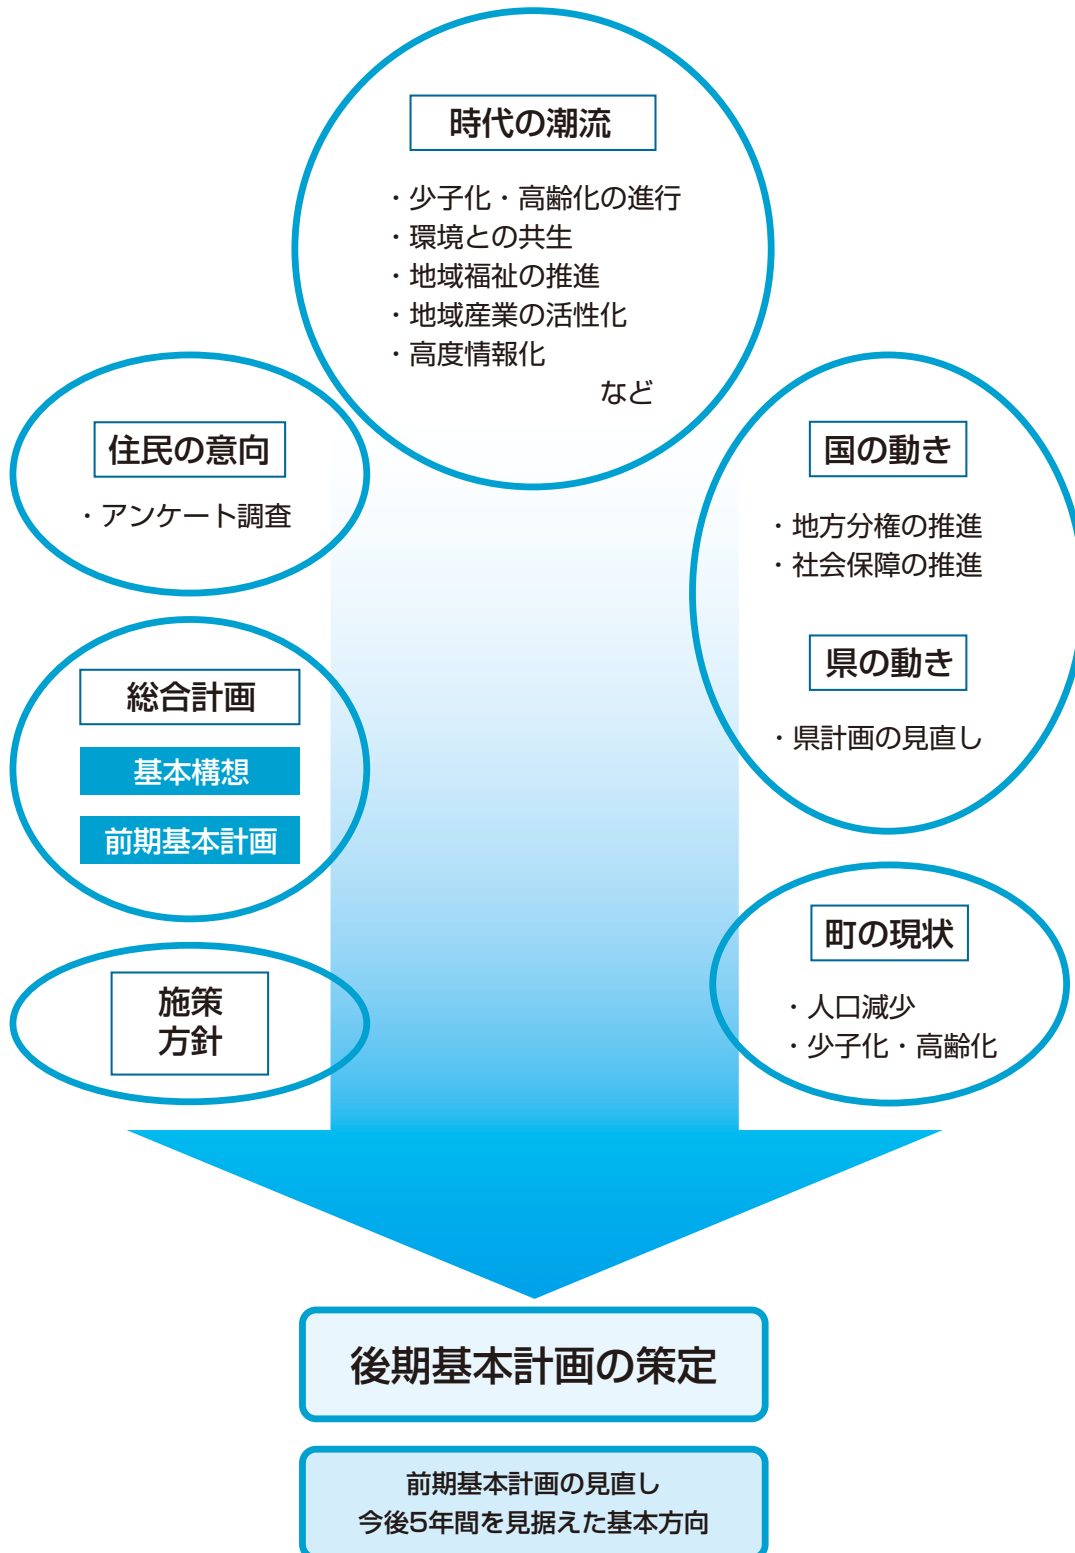 時代の潮流
・少子化・高齢化の進行
・環境との共生
・地域福祉の推進
・地域産業の活性化
・高度情報化
など
住民の意向
・アンケート調査
総合計画
基本構想
前期基本計画
施策
方針
国の動き
・地方分権の推進
・社会保障の推進
県の動き
・県計画の見直し
町の現状
・人口減少
・少子化・高齢化
後期基本計画の策定
前期基本計画の見直し
今後5年間を見据えた基本方向